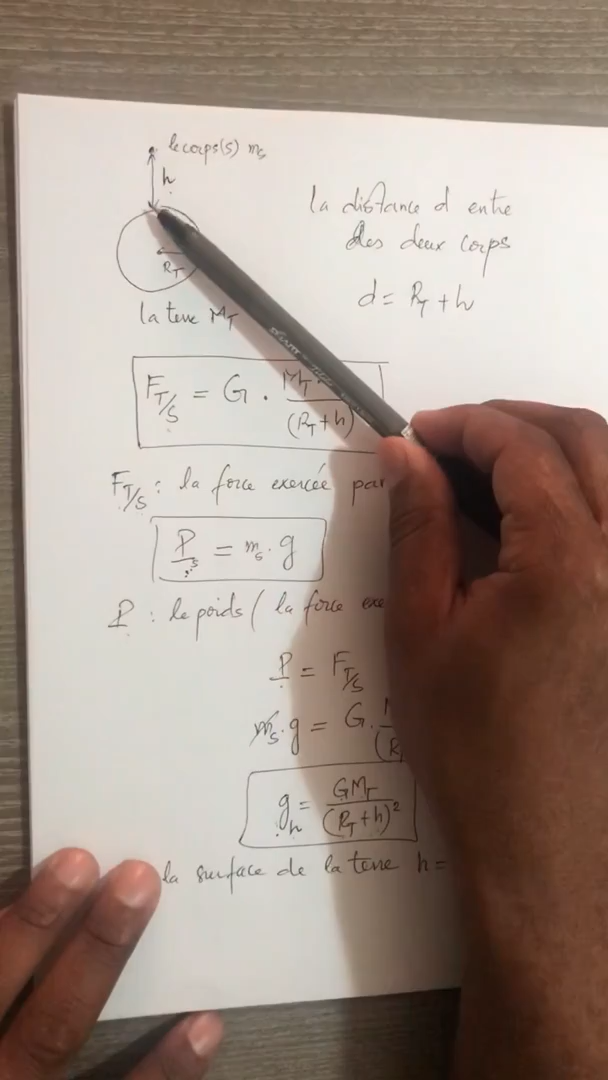 le corps(s) ms
h
RT
la terre MT
la distance d entre
des deux corps
d = RT + h
FT/S = G . MT
(RT + h)
FT/S : la force exercée par
Ps = ms . g
P : le poids ( la force exe
P = FT/S
ms . g = G .
gh = GMT
(RT + h)²
la surface de la terre h =